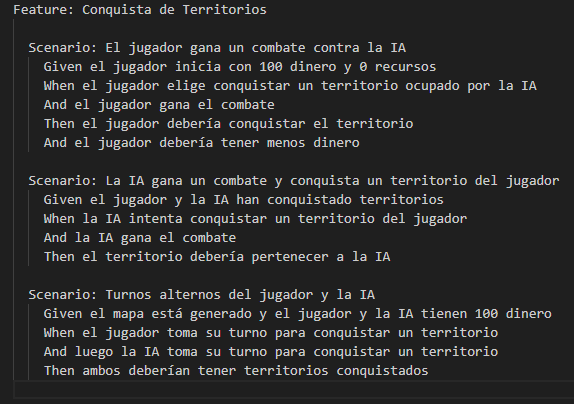 Feature: Conquista de Territorios
Scenario: El jugador gana un combate contra la IA
Given el jugador inicia con 100 dinero y 0 recursos
When el jugador elige conquistar un territorio ocupado por la IA
And el jugador gana el combate
Then el jugador debería conquistar el territorio
And el jugador debería tener menos dinero
Scenario: La IA gana un combate y conquista un territorio del jugador
Given el jugador y la IA han conquistado territorios
When la IA intenta conquistar un territorio del jugador
And la IA gana el combate
Then el territorio debería pertenecer a la IA
Scenario: Turnos alternos del jugador y la IA
Given el mapa está generado y el jugador y la IA tienen 100 dinero
When el jugador toma su turno para conquistar un territorio
And luego la IA toma su turno para conquistar un territorio
Then ambos deberían tener territorios conquistados